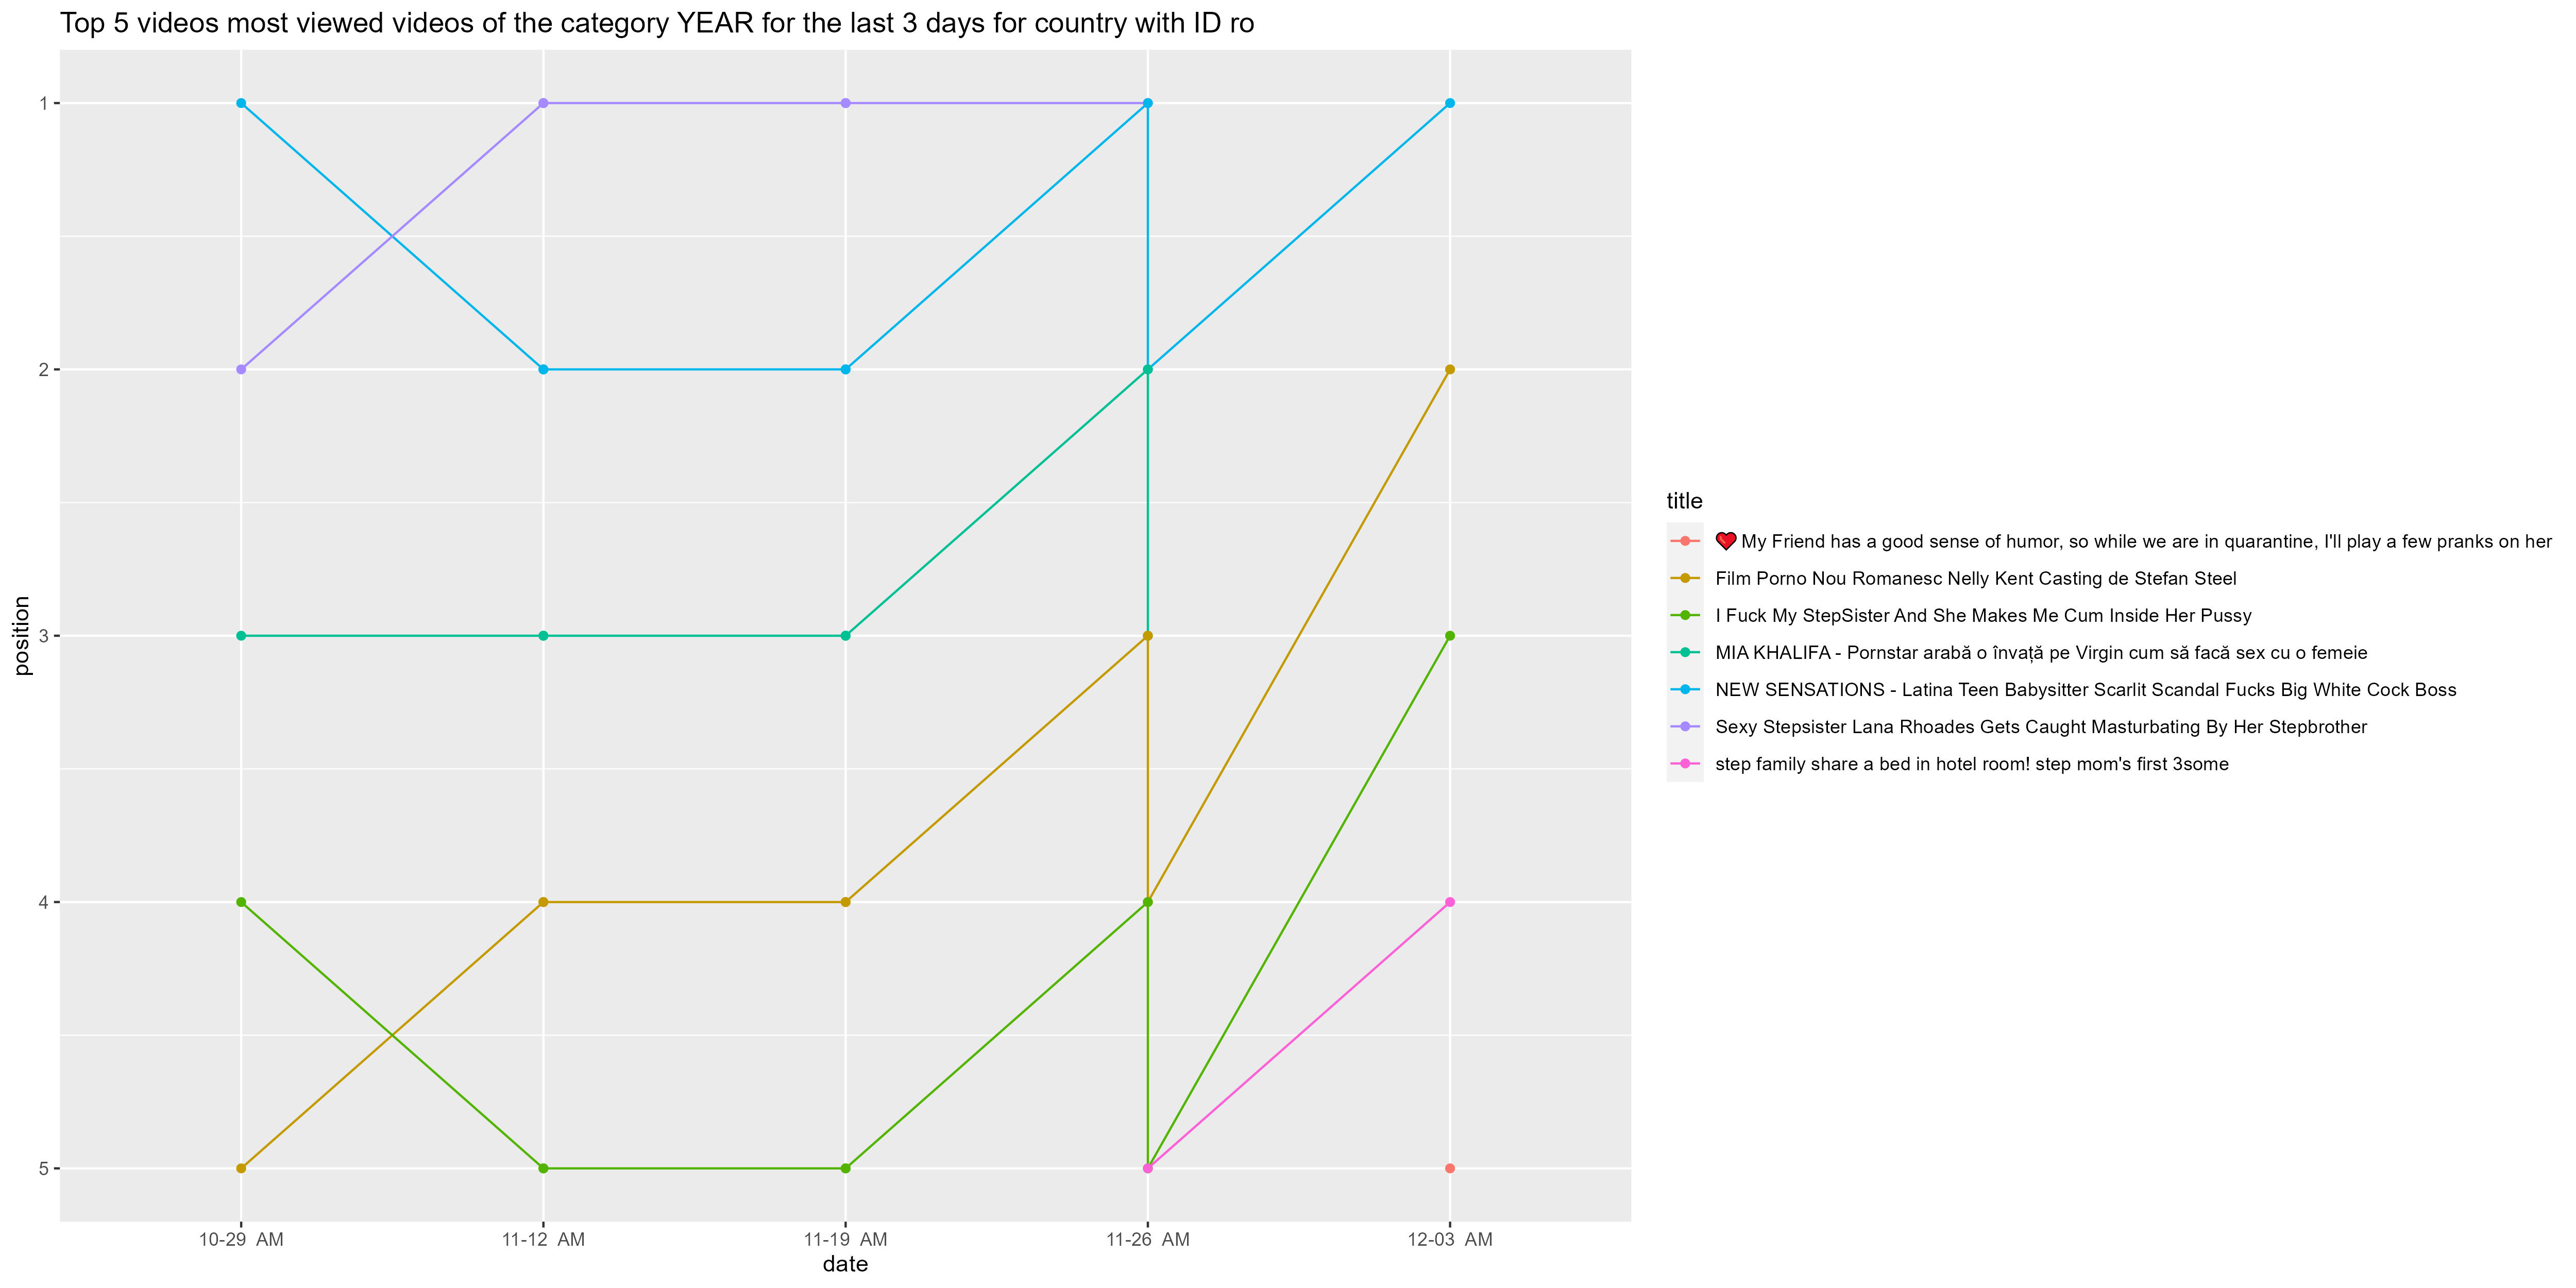 Top 5 videos most viewed videos of the category YEAR for the last 3 days for country with ID ro
1
2
3
4
5
position
10-29 AM
11-12 AM
11-19 AM
11-26 AM
12-03 AM
date
title
❤ My Friend has a good sense of humor, so while we are in quarantine, I'll play a few pranks on her
Film Porno Nou Romanesc Nelly Kent Casting de Stefan Steel
I Fuck My StepSister And She Makes Me Cum Inside Her Pussy
MIA KHALIFA - Pornstar arabă o învață pe Virgin cum să facă sex cu o femeie
NEW SENSATIONS - Latina Teen Babysitter Scarlit Scandal Fucks Big White Cock Boss
Sexy Stepsister Lana Rhoades Gets Caught Masturbating By Her Stepbrother
step family share a bed in hotel room! step mom's first 3some